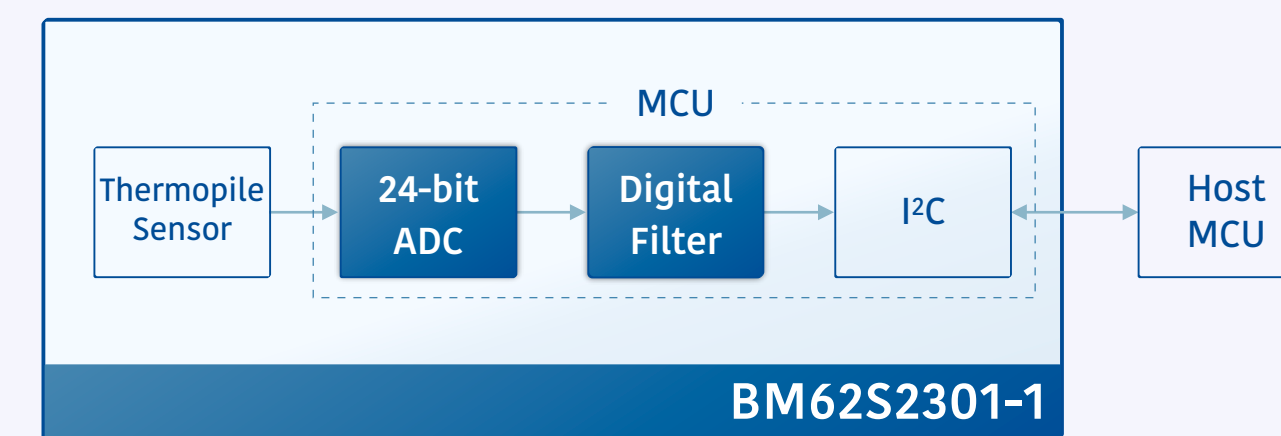 MCU
Thermopile
Sensor
24-bit
ADC
Digital
Filter
I²C
Host
MCU
BM62S2301-1